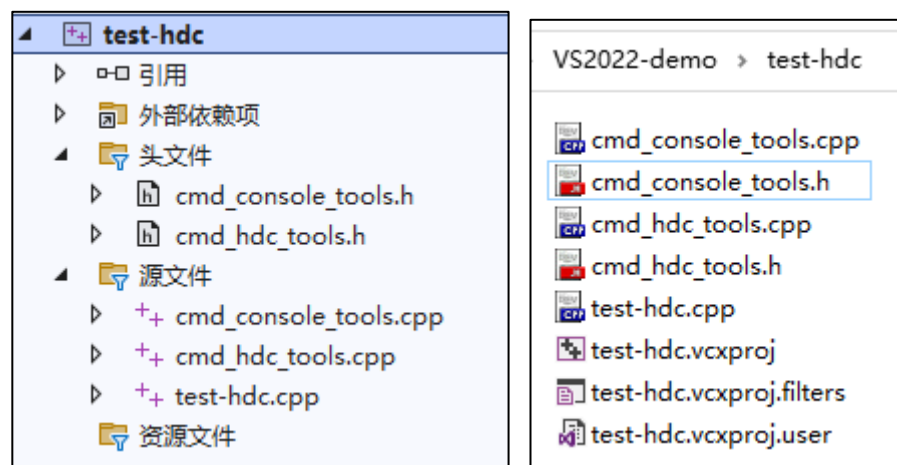 test-hdc
引用
外部依赖项
头文件
cmd_console_tools.h
cmd_hdc_tools.h
源文件
cmd_console_tools.cpp
cmd_hdc_tools.cpp
test-hdc.cpp
资源文件
VS2022-demo > test-hdc
cmd_console_tools.cpp
cmd_console_tools.h
cmd_hdc_tools.cpp
cmd_hdc_tools.h
test-hdc.cpp
test-hdc.vcxproj
test-hdc.vcxproj.filters
test-hdc.vcxproj.user